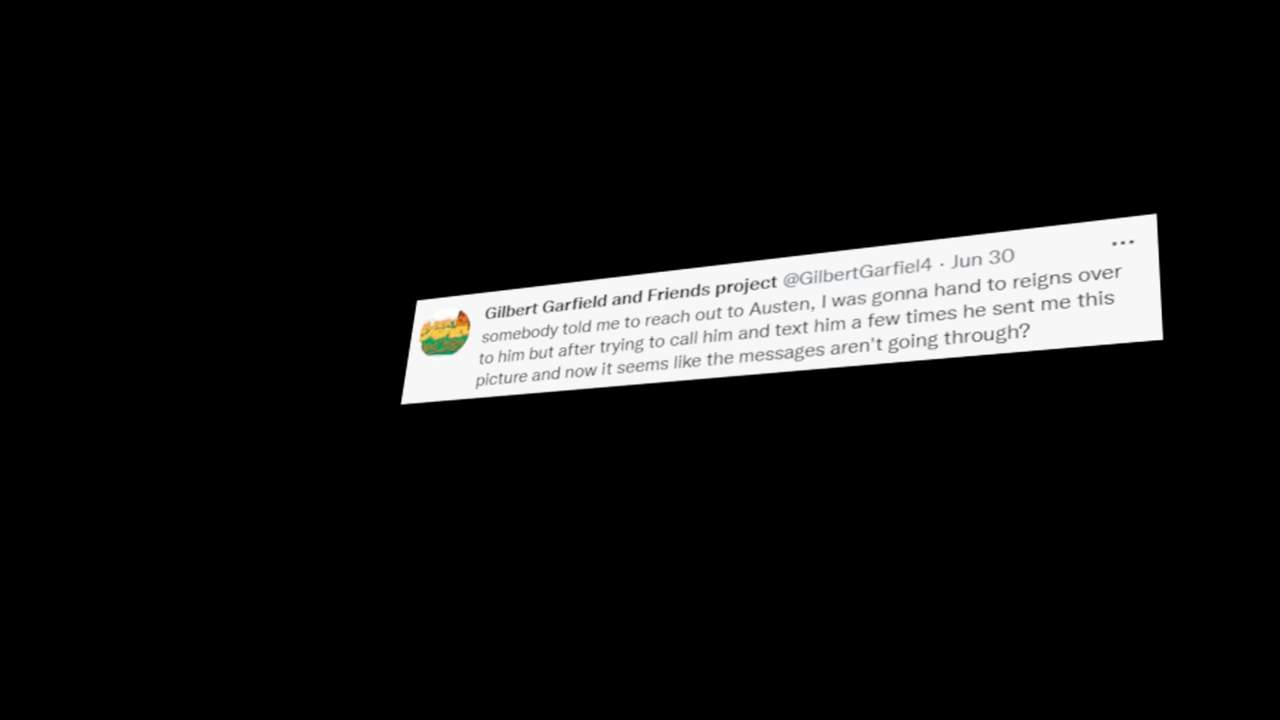 Gilbert Garfield and Friends project @GilbertGarfiel4 · Jun 30
somebody told me to reach out to Austen, I was gonna hand to reigns over
to him but after trying to call him and text him a few times he sent me this
picture and now it seems like the messages aren't going through?